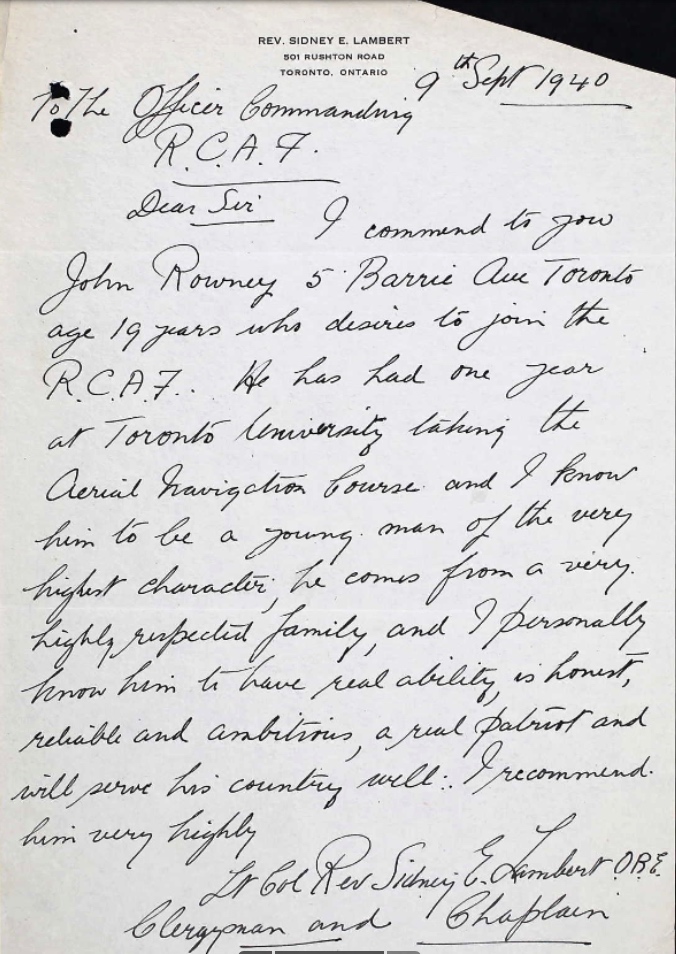 REV. SIDNEY E. LAMBERT
501 RUSHTON ROAD
TORONTO, ONTARIO
9th Sept 1940
To The Officer Commanding
R.C.A.F.
Dear Sir
I commend to you
John Rowney 5 Barrie Ave Toronto
age 19 years who desires to join the
R.C.A.F. He has had one year
at Toronto University taking the
Aerial Navigation Course and I know
him to be a young man of the very
highest character, he comes from a very
highly respected family, and I personally
know him to have real ability, is honest,
reliable and ambitious, a real patriot and
will serve his country well. I recommend
him very highly
Lt Col Rev Sidney E. Lambert O.B.E.
Clergyman and Chaplain